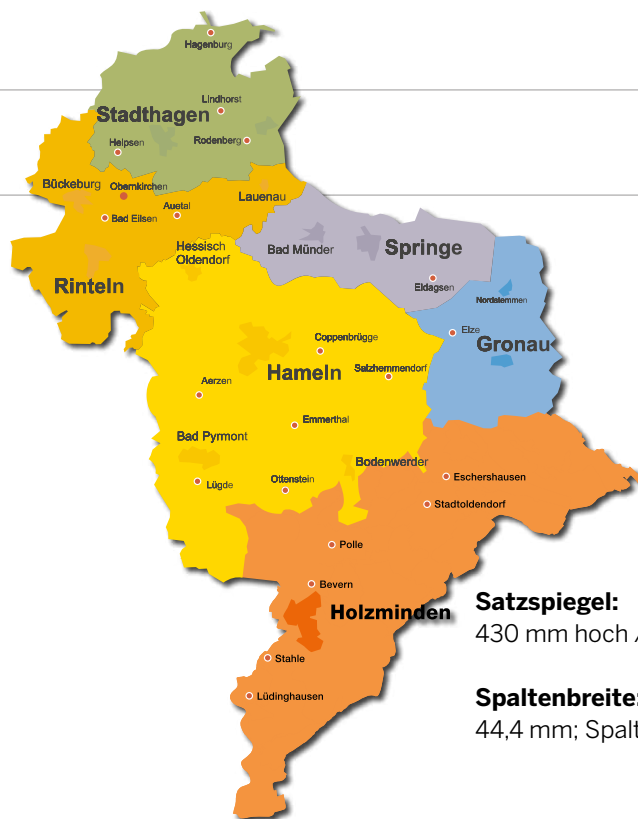 Hagenburg
Lindhorst
Stadthagen
Helpsen
Rodenberg
Bückeburg
Obernkirchen
Lauenau
Bad Eilsen
Auetal
Hessisch
Oldendorf
Bad Münder
Springe
Rinteln
Eldagsen
Nordstemmen
Elze
Coppenbrügge
Gronau
Hameln
Salzhemmendorf
Aerzen
Emmerthal
Bad Pyrmont
Bodenwerder
Lügde
Ottenstein
Eschershausen
Stadtoldendorf
Polle
Bevern
Holzminden
Stahle
Lüdinghausen
Satzspiegel:
430 mm hoch
Spaltenbreite:
44,4 mm; Spalt